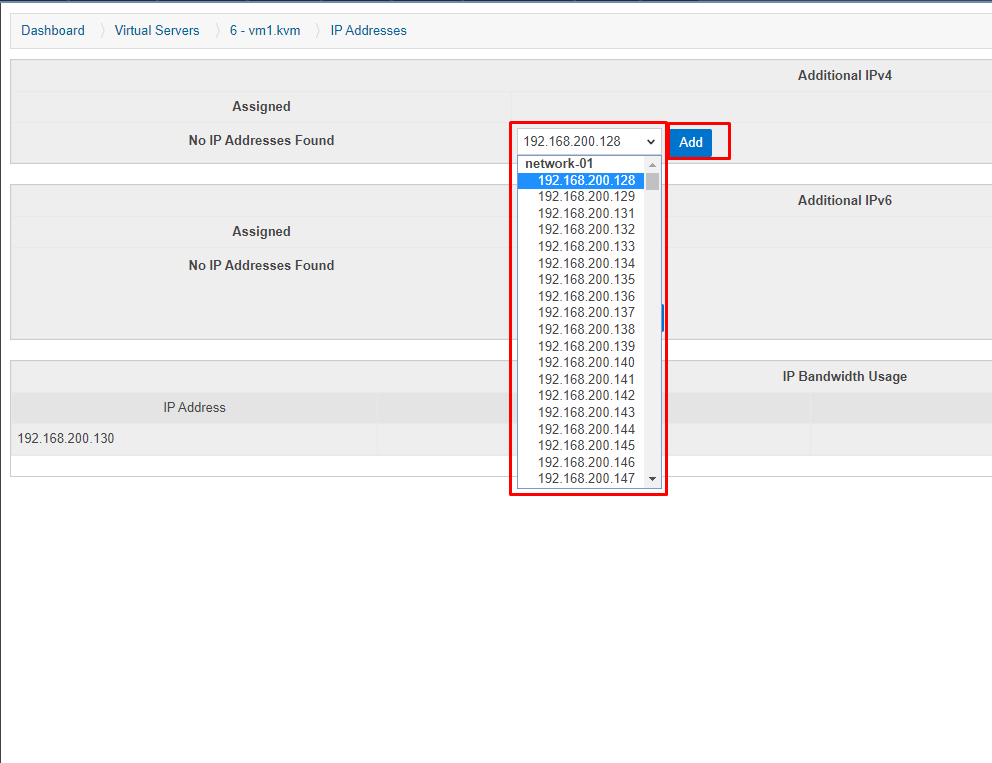 Dashboard Virtual Servers 6 - vm1.kvm IP Addresses
Additional IPv4
Assigned
No IP Addresses Found 192.168.200.128 Add
network-01
192.168.200.128
192.168.200.129
192.168.200.131
192.168.200.132
192.168.200.133
192.168.200.134
192.168.200.135
192.168.200.136
192.168.200.137
192.168.200.138
192.168.200.139
192.168.200.140
192.168.200.141
192.168.200.142
192.168.200.143
192.168.200.144
192.168.200.145
192.168.200.146
192.168.200.147
Additional IPv6
Assigned
No IP Addresses Found
IP Bandwidth Usage
IP Address
192.168.200.130